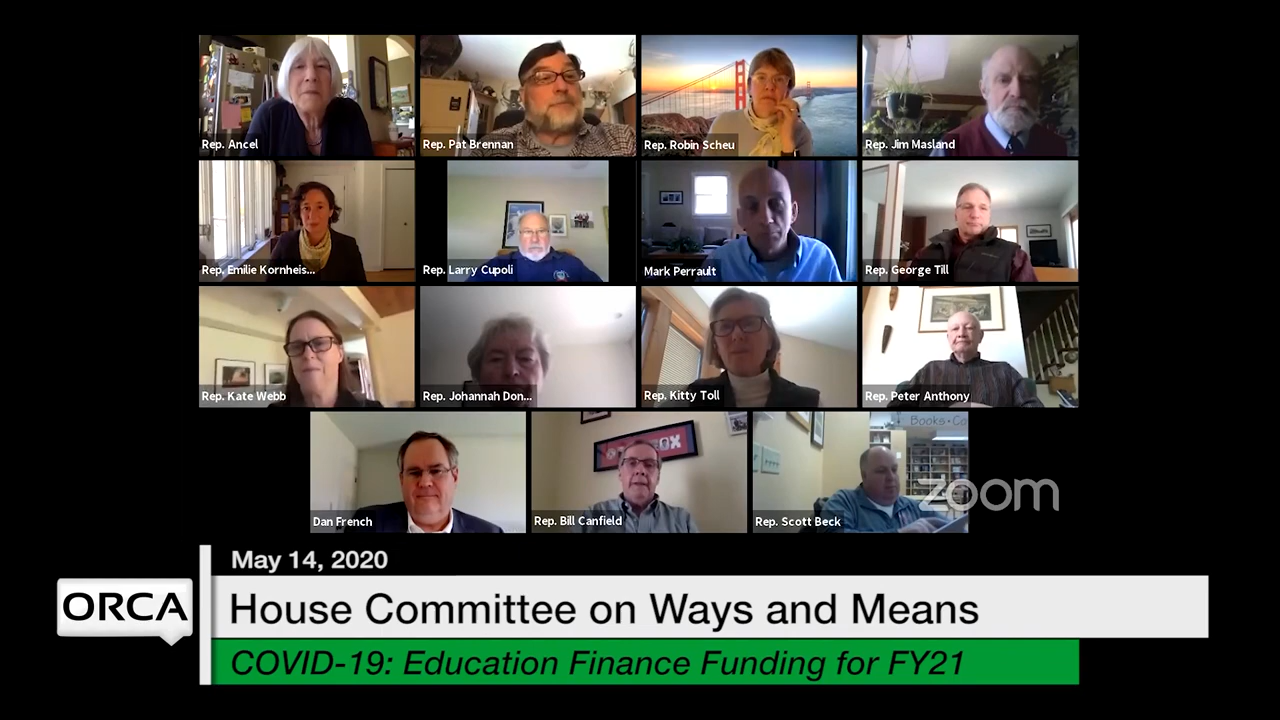 Rep. Ancel
Rep. Pat Brennan
Rep. Robin Scheu
Rep. Jim Masland
Rep. Emilie Kornheis...
Rep. Larry Cupoli
Mark Perrault
Rep. George Till
Rep. Kate Webb
Rep. Johannah Don...
Rep. Kitty Toll
Rep. Peter Anthony
Books
Dan French
Rep. Bill Canfield
Rep. Scott Beck
zoom
May 14, 2020
ORCA
House Committee on Ways and Means
COVID-19: Education Finance Funding for FY21